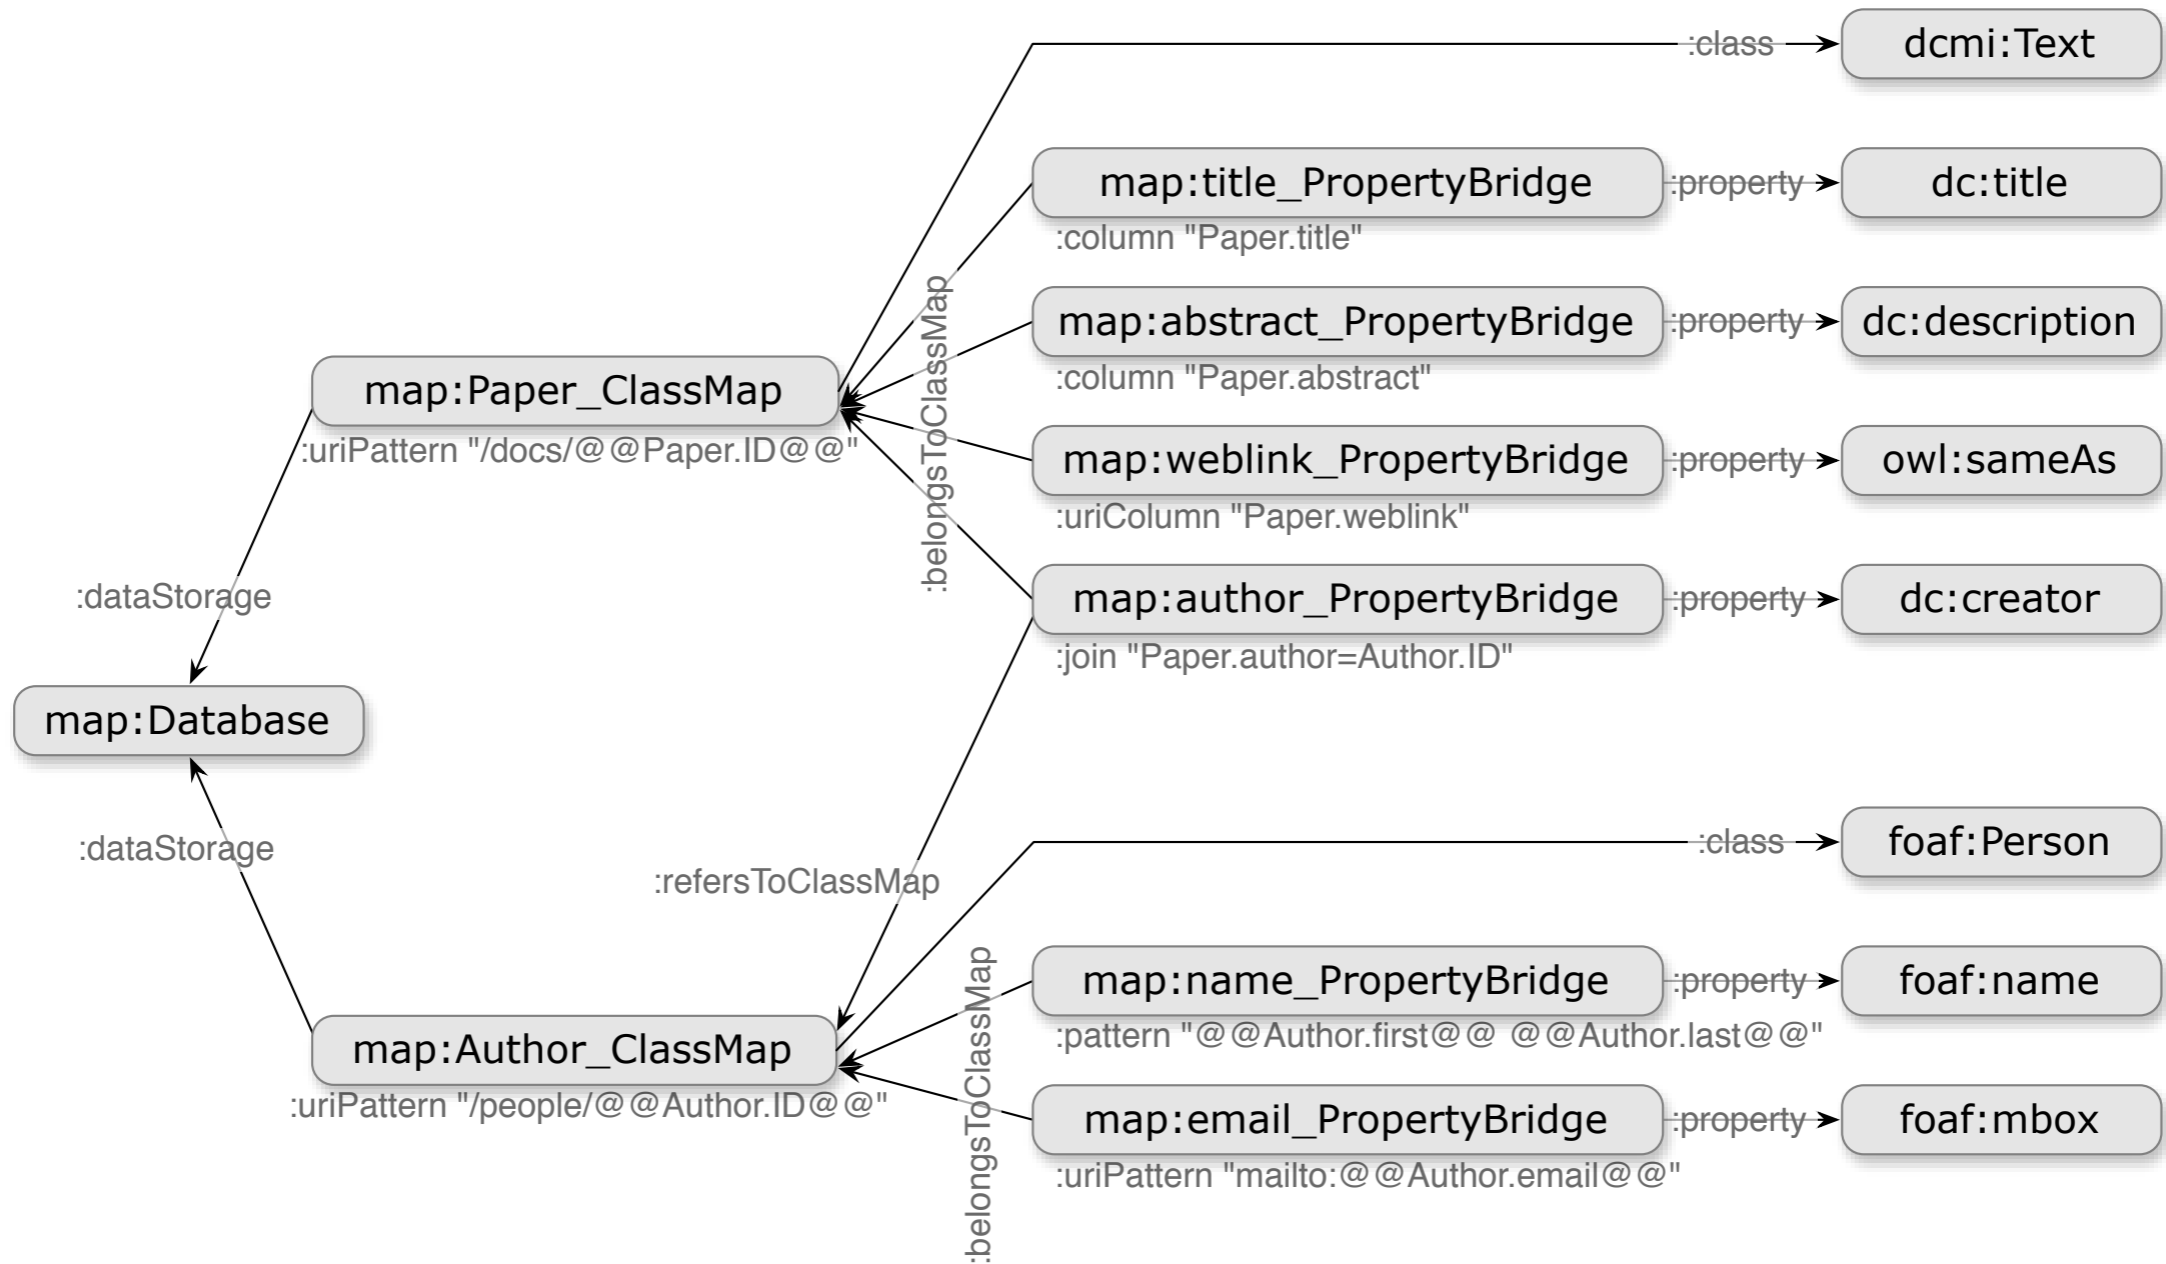 :class
dcmi:Text
map:title_PropertyBridge
:property
dc:title
:column "Paper.title"
map:abstract_PropertyBridge
:property
dc:description
:column "Paper.abstract"
:belongsToClassMap
map:Paper_ClassMap
:uriPattern "/docs/@@Paper.ID@@"
map:weblink_PropertyBridge
:property
owl:sameAs
:uriColumn "Paper.weblink"
:dataStorage
map:author_PropertyBridge
:property
dc:creator
:join "Paper.author=Author.ID"
map:Database
:dataStorage
:refersToClassMap
:class
foaf:Person
map:name_PropertyBridge
:property
foaf:name
:pattern "@@Author.first@@ @@Author.last@@"
map:Author_ClassMap
:uriPattern "/people/@@Author.ID@@"
:belongsToClassMap
map:email_PropertyBridge
:property
foaf:mbox
:uriPattern "mailto:@@Author.email@@"